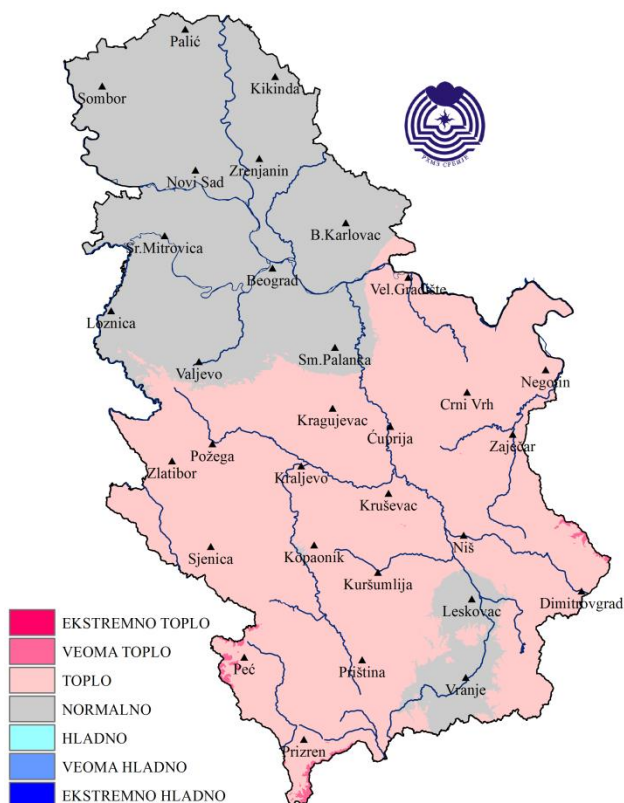 Palić
Kikinda
Sombor
Zrenjanin
Novi Sad
РХМЗ СРБИЈЕ
B.Karlovac
Sr.Mitrovica
Beograd
Vel.Gradište
Loznica
Sm.Palanka
Valjevo
Negotin
Crni Vrh
Kragujevac
Ćuprija
Zaječar
Požega
Zlatibor
Kraljevo
Kruševac
Niš
Sjenica
Kopaonik
Kuršumlija
Dimitrovgrad
Leskovac
Peć
Priština
Vranje
Prizren
EKSTREMNO TOPLO
VEOMA TOPLO
TOPLO
NORMALNO
HLADNO
VEOMA HLADNO
EKSTREMNO HLADNO